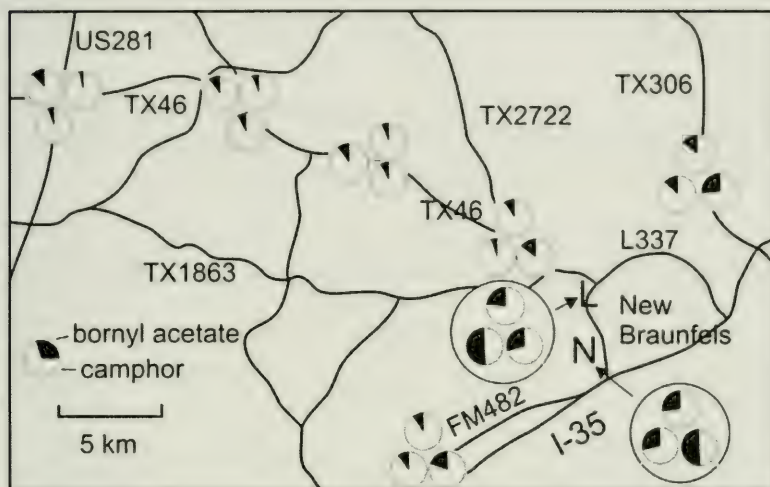 US281
TX46
TX2722
TX306
TX46
L337
TX1863
L
New
Braunfels
N
bornyl acetate
camphor
5 km
FM482
I-35